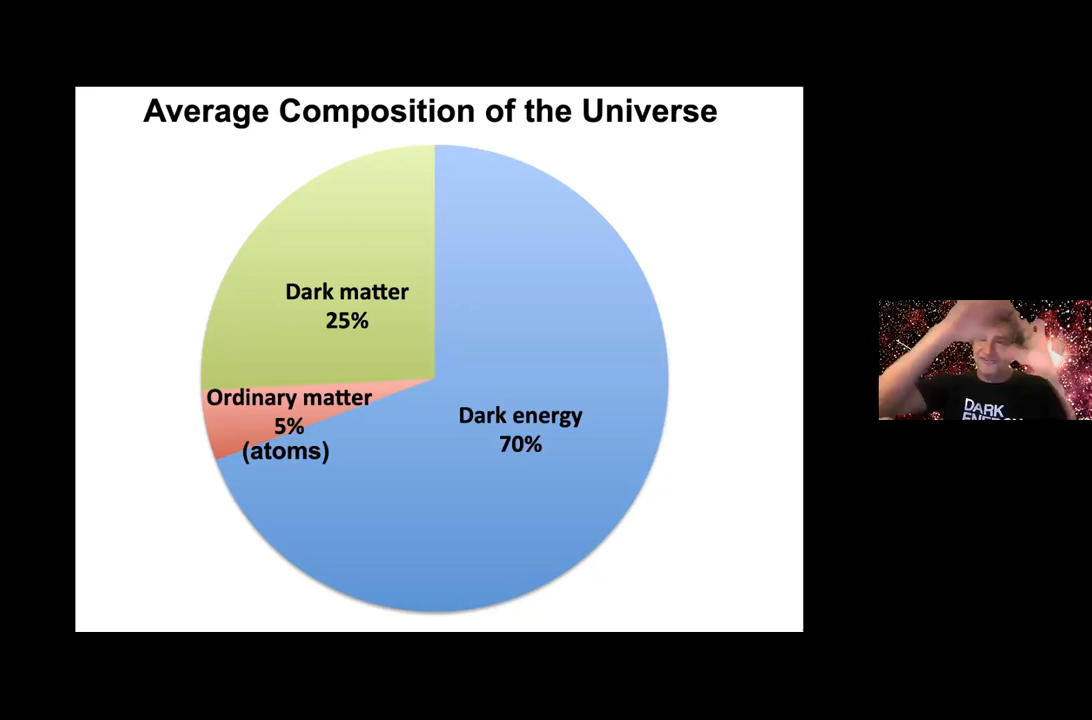 Average Composition of the Universe
Dark matter
25%
Ordinary matter
5%
(atoms)
Dark energy
70%
DARK